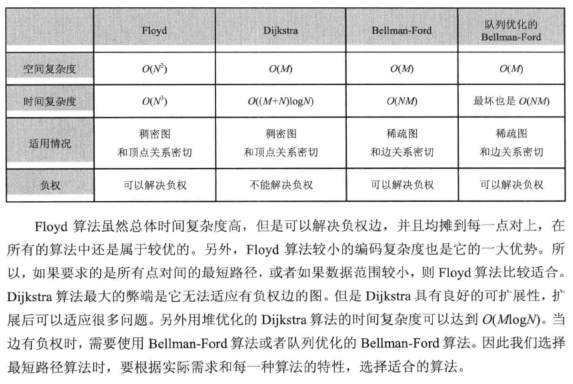 Floyd Dijkstra Bellman-Ford 队列优化的
Bellman-Ford
空间复杂度 O(N²) O(M) O(M) O(M)
时间复杂度 O(N³) O((M+N)logN) O(NM) 最坏也是 O(NM)
适用情况 稠密图 稠密图 稀疏图 稀疏图
和顶点关系密切 和顶点关系密切 和边关系密切 和边关系密切
负权 可以解决负权 不能解决负权 可以解决负权 可以解决负权
Floyd 算法虽然总体时间复杂度高，但是可以解决负权边，并且均摊到每一点对上，在
所有的算法中还是属于较优的。另外，Floyd 算法较小的编码复杂度也是它的一大优势。所
以，如果要求的是所有点对间的最短路径，或者如果数据范围较小，则 Floyd 算法比较适合。
Dijkstra 算法最大的弊端是它无法适应有负权边的图。但是 Dijkstra 具有良好的可扩展性，扩
展后可以适应很多问题。另外用堆优化的 Dijkstra 算法的时间复杂度可以达到 O(MlogN)。当
边有负权时，需要使用 Bellman-Ford 算法或者队列优化的 Bellman-Ford 算法。因此我们选择
最短路径算法时，要根据实际需求和每一种算法的特性，选择适合的算法。